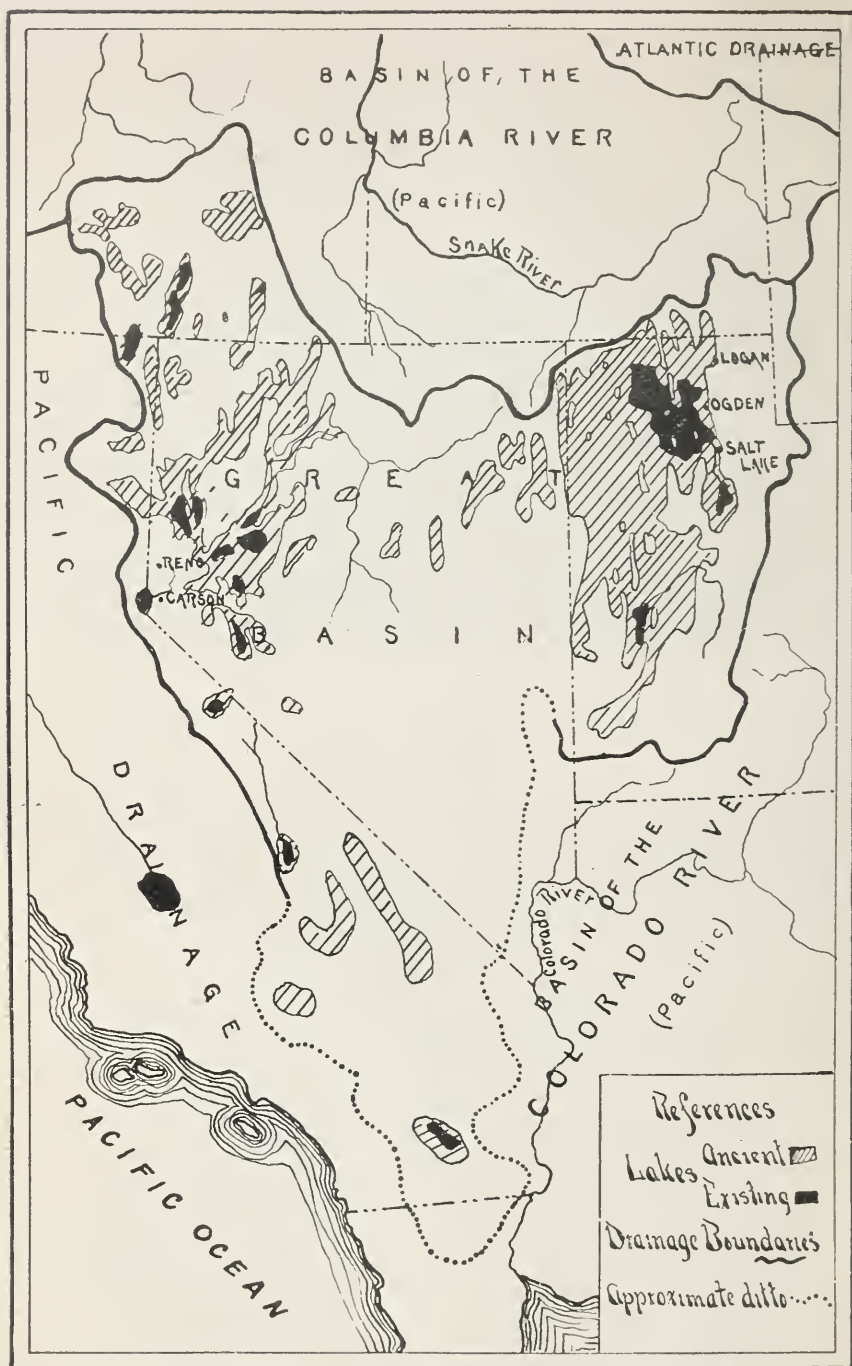 ATLANTIC DRAINAGE
BASIN OF, THE
COLUMBIA RIVER
(Pacific)
Snake River
LOGAN
OGDEN
SALT
LAKE
PACIFIC
GREAT
RENO
CARSON
BASIN
DRAINAGE
BASIN OF THE
COLORADO RIVER
(Pacific)
Colorado River
PACIFIC OCEAN
References
Lakes Ancient
Existing
Drainage Boundaries
Approximate ditto